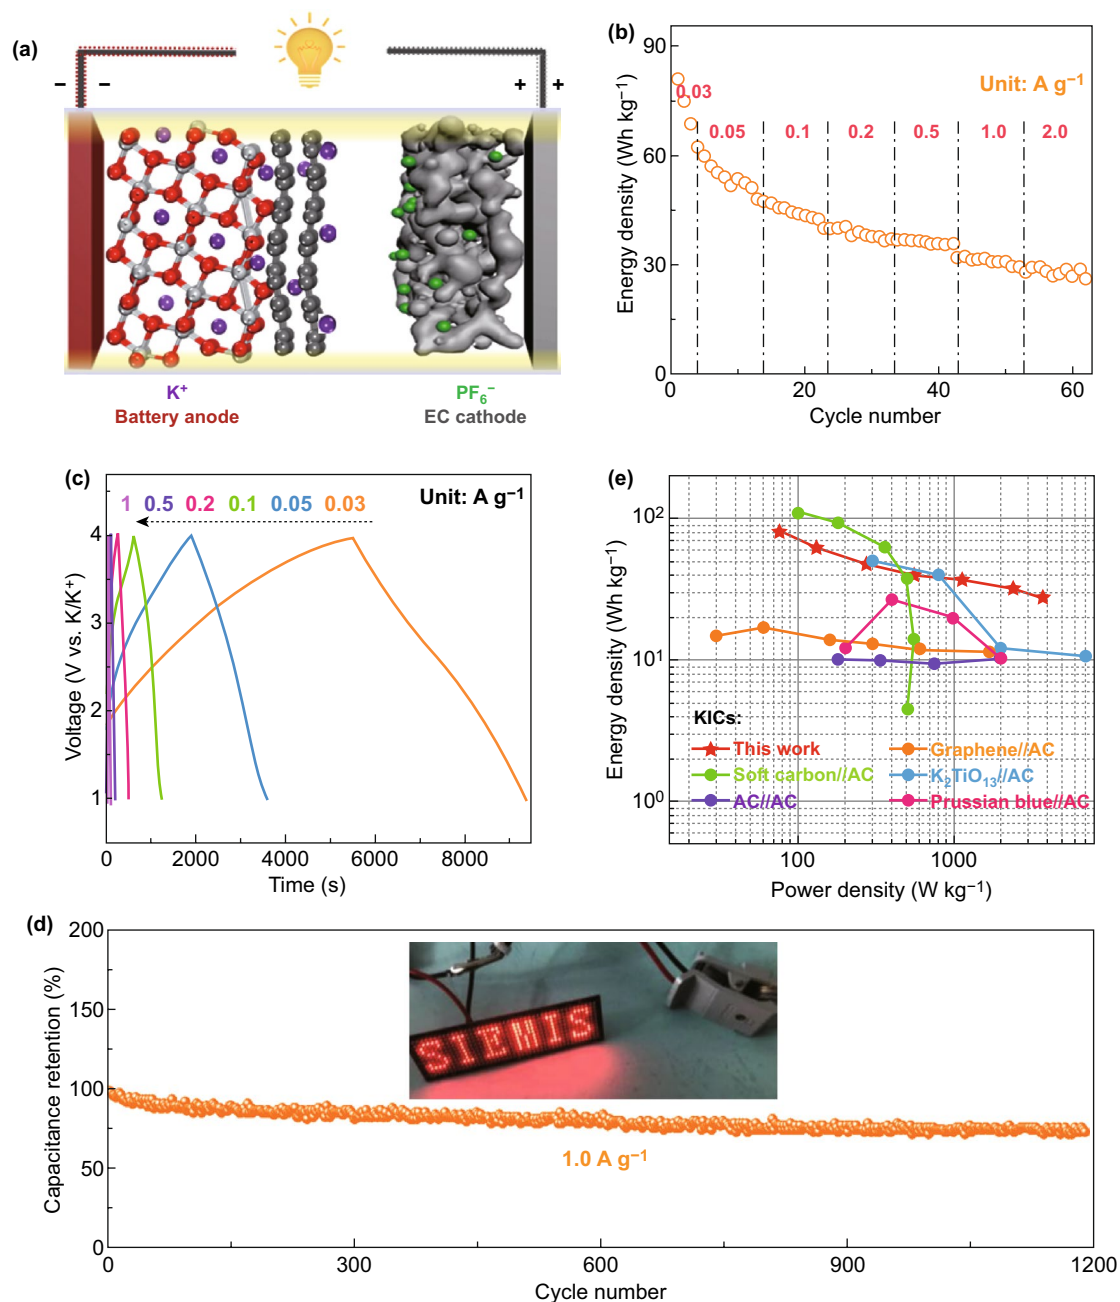 (a)
− −
+ +
K⁺
Battery anode
PF₆⁻
EC cathode
(b)
Energy density (Wh kg⁻¹)
90
60
30
0
Unit: A g⁻¹
0.03
0.05 0.1 0.2 0.5 1.0 2.0
0 20 40 60
Cycle number
(c)
Voltage (V vs. K/K⁺)
4
3
2
1
1 0.5 0.2 0.1 0.05 0.03
Unit: A g⁻¹
0 2000 4000 6000 8000
Time (s)
(e)
Energy density (Wh kg⁻¹)
10²
10¹
10⁰
KICs:
This work
Soft carbon//AC
AC//AC
Graphene//AC
K₂TiO₁₃//AC
Prussian blue//AC
100 1000
Power density (W kg⁻¹)
(d)
Capacitance retention (%)
200
150
100
50
0
SIEMIS
1.0 A g⁻¹
0 300 600 900 1200
Cycle number